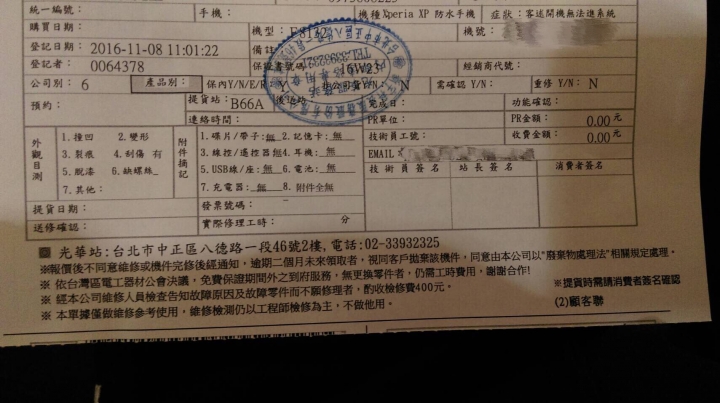 統一編號： 手機： 機種Xperia XP 防水手機 症狀：客述開機無法進系統
購買日期： 機型： 機號：
登記日期： 2016-11-08 11:01:22 備註
登記者： 0064378 保證書號碼： 16W23 經銷商代號：
公司別： 6 產品別： 保內Y/N/E/R： N 需確認 Y/N： 重修 Y/N： N
預約： 提貨站： B66A 後送站 完成日： 功能確認：
連絡時間： PR單位： PR金額： 0.00元
外觀目測 1.撞凹 2.變形 附件摘記 1.碟片/帶子：無 2.記憶卡：無 技術員工號： 收費金額： 0.00元
3.裂痕 4.刮傷 有 3.線控/遙控器 無 4.耳機：無 EMAIL
5.脫漆 6.缺螺絲 5.USB線/座：無 6.電池：無 技術員簽名 站長簽名 消費者簽名
7.其他： 7.充電器：無 8.附件全無
提貨日期： 發票號碼：
送修確認： 實際修理工時： 分
光華站：台北市中正區八德路一段46號2樓，電話：02-33932325
※報價後不同意維修或機件完修後經通知，逾期二個月未來領取者，視同客戶拋棄該機件，同意由本公司以"廢棄物處理法"相關規定處理。
※ 依台灣區電工器材公會決議，免費保證期間外之到府服務，無更換零件者，仍需工時費用，謝謝合作！
※ 經本公司維修人員檢查告知故障原因及故障零件而不願修理者，酌收檢修費400元。 ※提貨時需請消費者簽名確認
※ 本單據僅做維修參考使用，維修檢測仍以工程師檢修為主，不做他用。 (2)顧客聯